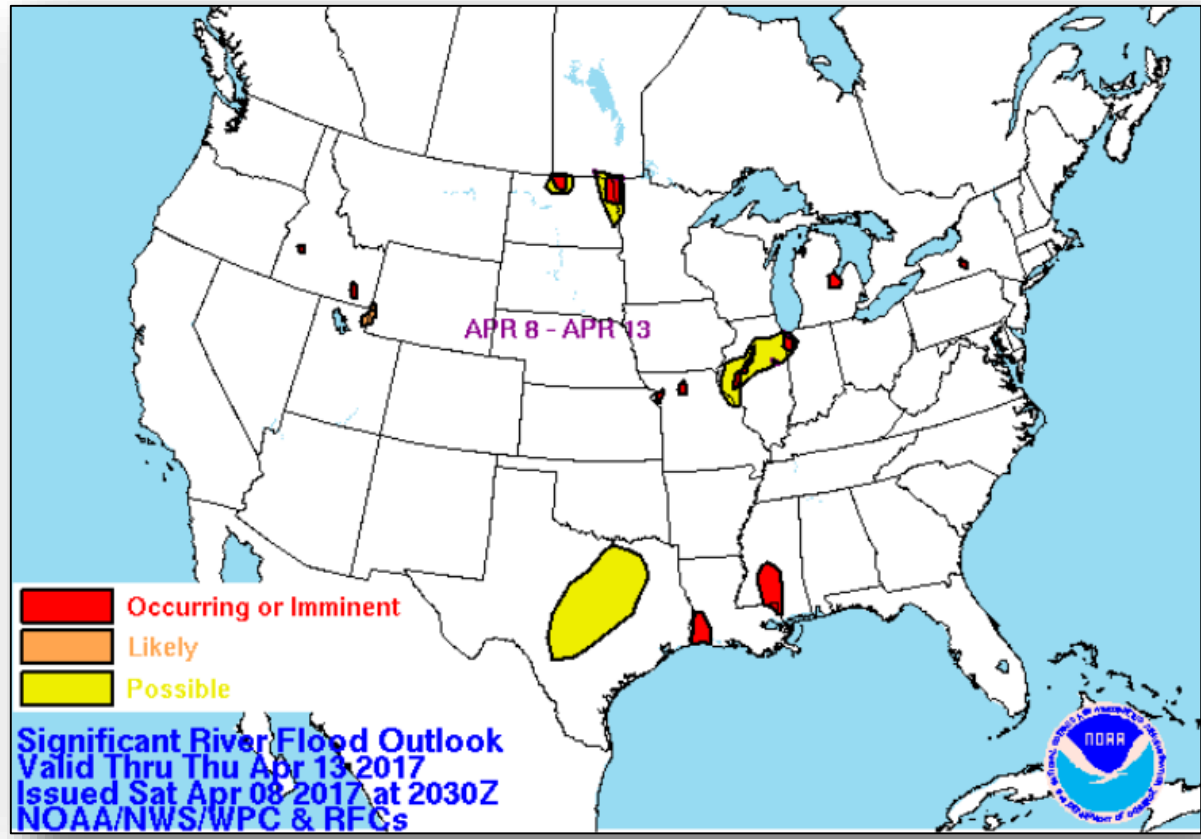 APR 8 - APR 13
Occurring or Imminent
Likely
Possible
Significant River Flood Outlook
Valid Thru Thu Apr 13 2017
Issued Sat Apr 08 2017 at 2030Z
NOAA/NWS/WPC & RFCs
NOAA